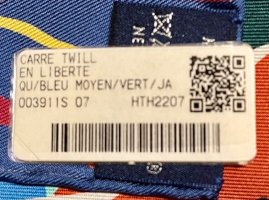 CARRE TWILL
EN LIBERTE
QU/BLEU MOYEN/VERT/JA
003911S 07 HTH2207